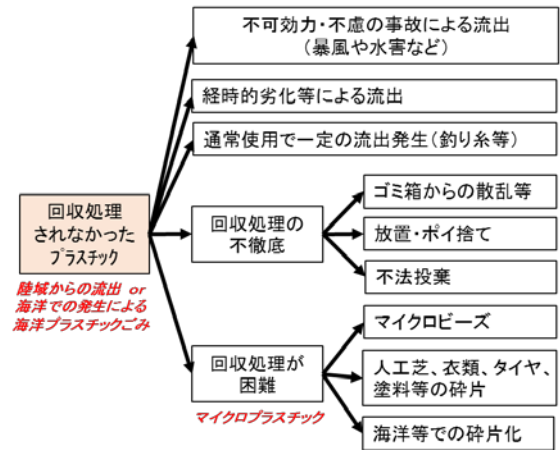 不可効力・不慮の事故による流出
（暴風や水害など）
経時的劣化等による流出
通常使用で一定の流出発生（釣り糸等）
回収処理
されなかった
プラスチック
陸域からの流出 or
海洋での発生による
海洋プラスチックごみ
回収処理の
不徹底
ゴミ箱からの散乱等
放置・ポイ捨て
不法投棄
回収処理が
困難
マイクロプラスチック
マイクロビーズ
人工芝、衣類、タイヤ、
塗料等の砕片
海洋等での砕片化